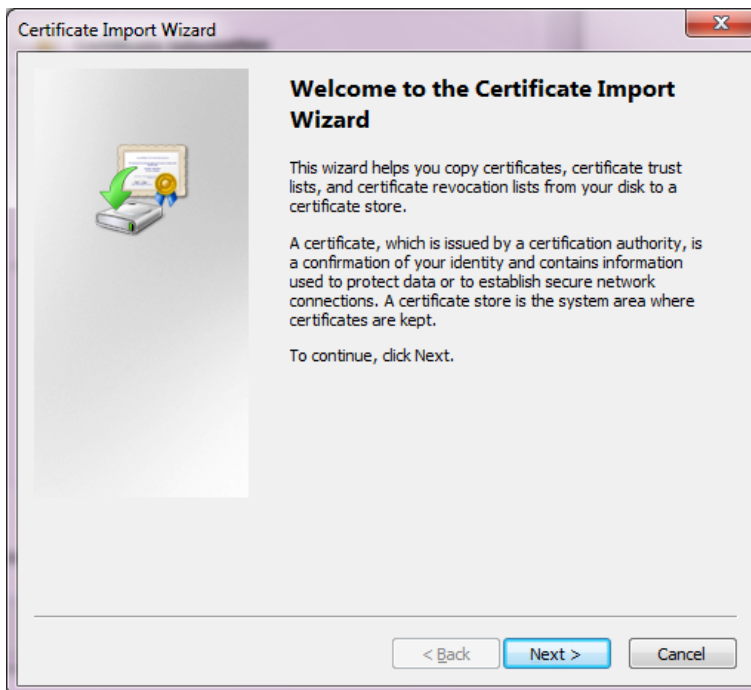 Certificate Import Wizard
Welcome to the Certificate Import
Wizard
This wizard helps you copy certificates, certificate trust
lists, and certificate revocation lists from your disk to a
certificate store.
A certificate, which is issued by a certification authority, is
a confirmation of your identity and contains information
used to protect data or to establish secure network
connections. A certificate store is the system area where
certificates are kept.
To continue, click Next.
< Back
Next >
Cancel